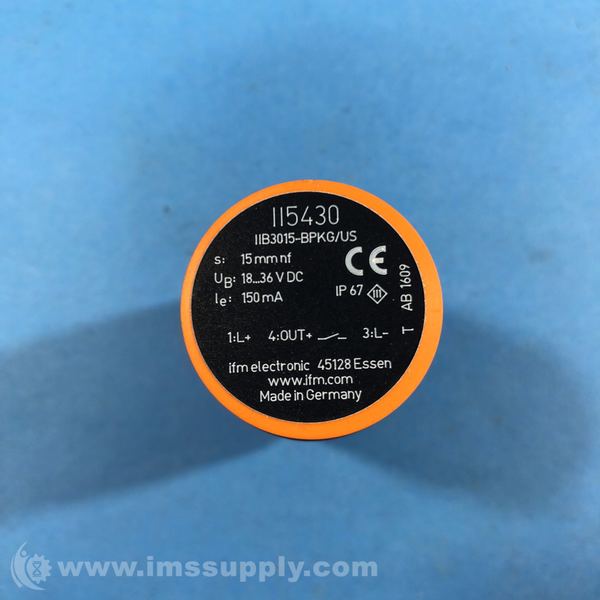 II5430
IIB3015-BPKG/US
s: 15 mm nf
UB: 18...36 V DC
Ie: 150 mA
CE
IP 67 III
T AB 1609
1:L+ 4:OUT+ 3:L-
ifm electronic 45128 Essen
www.ifm.com
Made in Germany
www.imssupply.com